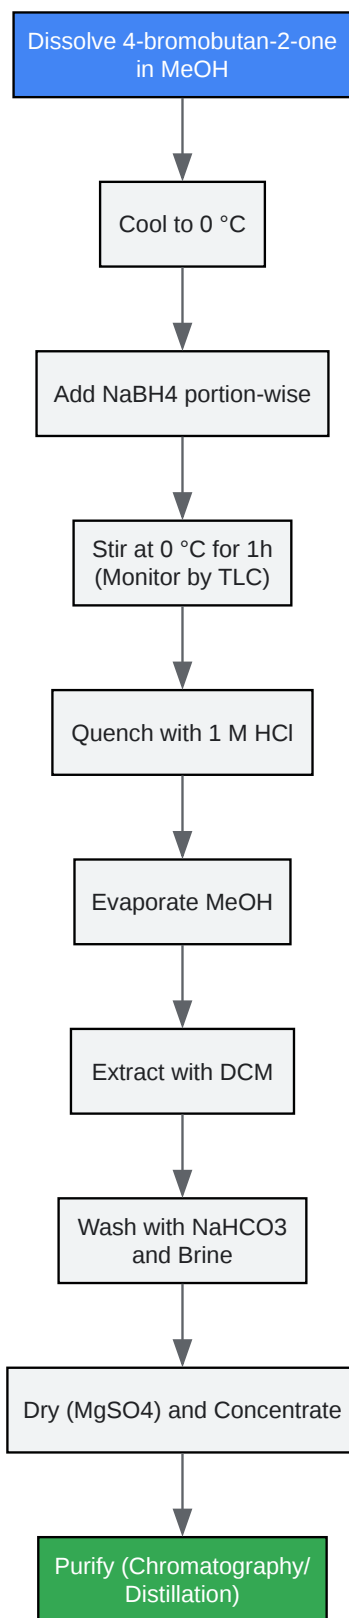 Dissolve 4-bromobutan-2-one
in MeOH
Cool to 0 °C
Add NaBH4 portion-wise
Stir at 0 °C for 1h
(Monitor by TLC)
Quench with 1 M HCl
Evaporate MeOH
Extract with DCM
Wash with NaHCO3
and Brine
Dry (MgSO4) and Concentrate
Purify (Chromatography/
Distillation)